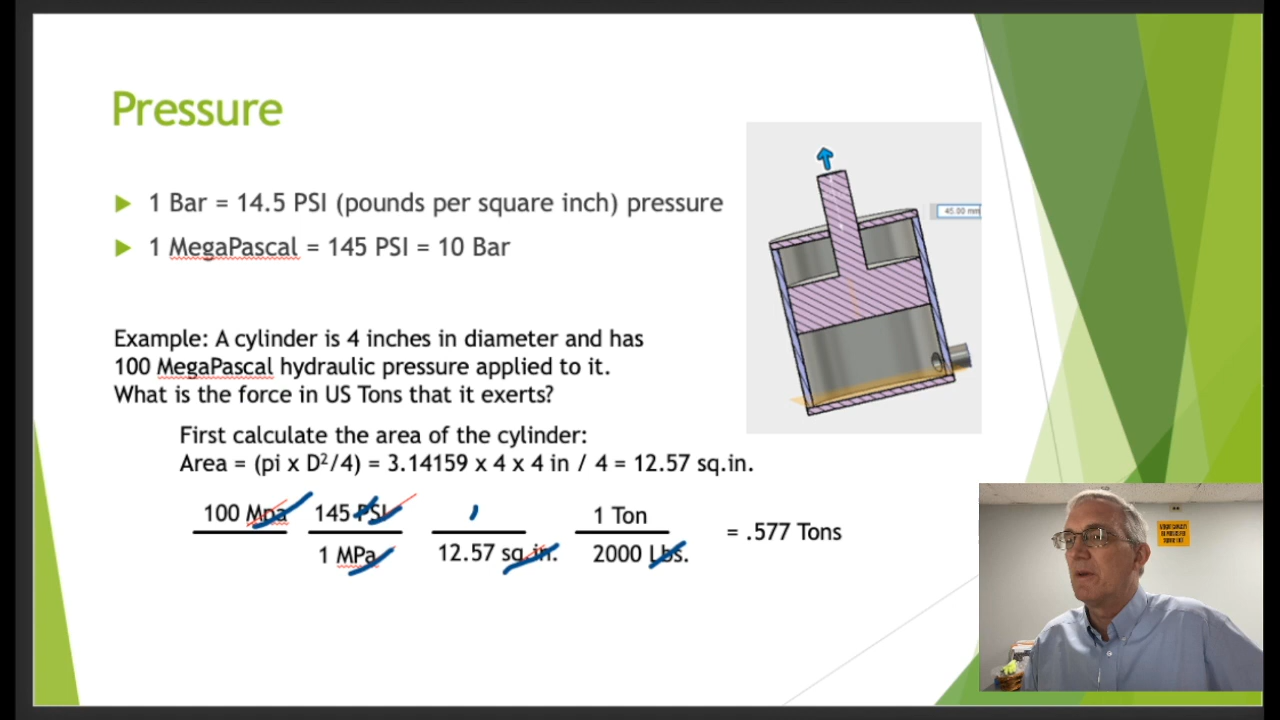 Pressure
1 Bar = 14.5 PSI (pounds per square inch) pressure
1 MegaPascal = 145 PSI = 10 Bar
45.00 mm
Example: A cylinder is 4 inches in diameter and has
100 MegaPascal hydraulic pressure applied to it.
What is the force in US Tons that it exerts?
First calculate the area of the cylinder:
Area = (pi x D²/4) = 3.14159 x 4 x 4 in / 4 = 12.57 sq.in.
100 Mpa 145 PSI 1 1 Ton
= .577 Tons
1 MPa 12.57 sq.in. 2000 Lbs.